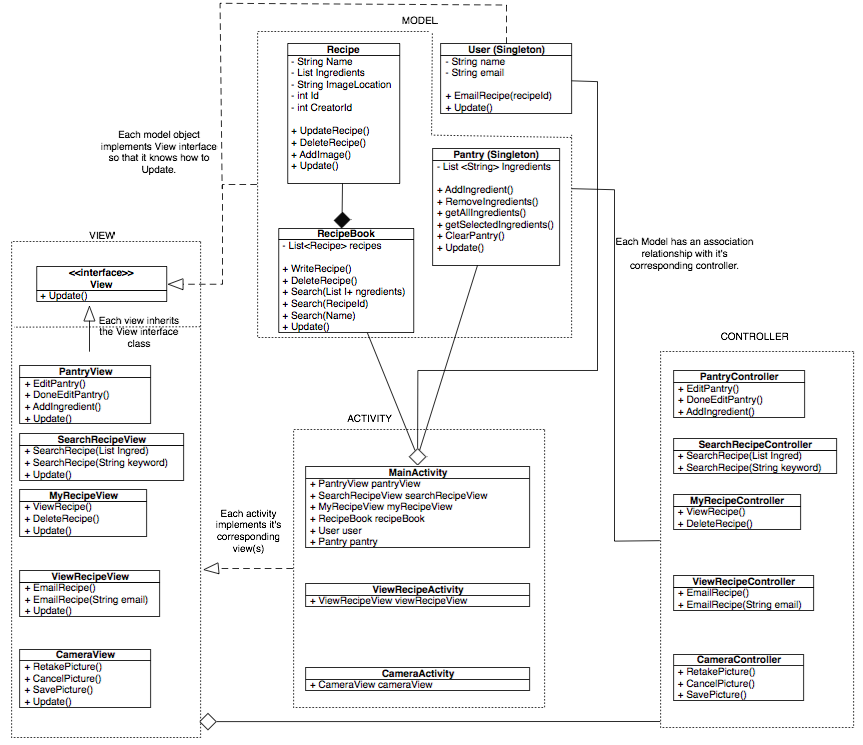 MODEL
Recipe
- String Name
- List Ingredients
- String ImageLocation
- int Id
- int CreatorId
+ UpdateRecipe()
+ DeleteRecipe()
+ AddImage()
+ Update()
User (Singleton)
- String name
- String email
+ EmailRecipe(recipeId)
+ Update()
Each model object
implements View interface
so that it knows how to
Update.
Pantry (Singleton)
- List <String> Ingredients
+ AddIngredient()
+ RemoveIngredients()
+ getAllIngredients()
+ getSelectedIngredients()
+ ClearPantry()
+ Update()
RecipeBook
- List<Recipe> recipes
+ WriteRecipe()
+ DeleteRecipe()
+ Search(List I+ ngredients)
+ Search(RecipeId)
+ Search(Name)
+ Update()
Each Model has an association
relationship with it's
corresponding controller.
VIEW
<<interface>>
View
+ Update()
Each view inherits
the View interface
class
PantryView
+ EditPantry()
+ DoneEditPantry()
+ AddIngredient()
+ Update()
SearchRecipeView
+ SearchRecipe(List Ingred)
+ SearchRecipe(String keyword)
+ Update()
MyRecipeView
+ ViewRecipe()
+ DeleteRecipe()
+ Update()
ViewRecipeView
+ EmailRecipe()
+ EmailRecipe(String email)
+ Update()
CameraView
+ RetakePicture()
+ CancelPicture()
+ SavePicture()
+ Update()
Each activity
implements it's
corresponding
view(s)
ACTIVITY
MainActivity
+ PantryView pantryView
+ SearchRecipeView searchRecipeView
+ MyRecipeView myRecipeView
+ RecipeBook recipeBook
+ User user
+ Pantry pantry
ViewRecipeActivity
+ ViewRecipeView viewRecipeView
CameraActivity
+ CameraView cameraView
CONTROLLER
PantryController
+ EditPantry()
+ DoneEditPantry()
+ AddIngredient()
SearchRecipeController
+ SearchRecipe(List Ingred)
+ SearchRecipe(String keyword)
MyRecipeController
+ ViewRecipe()
+ DeleteRecipe()
ViewRecipeController
+ EmailRecipe()
+ EmailRecipe(String email)
CameraController
+ RetakePicture()
+ CancelPicture()
+ SavePicture()